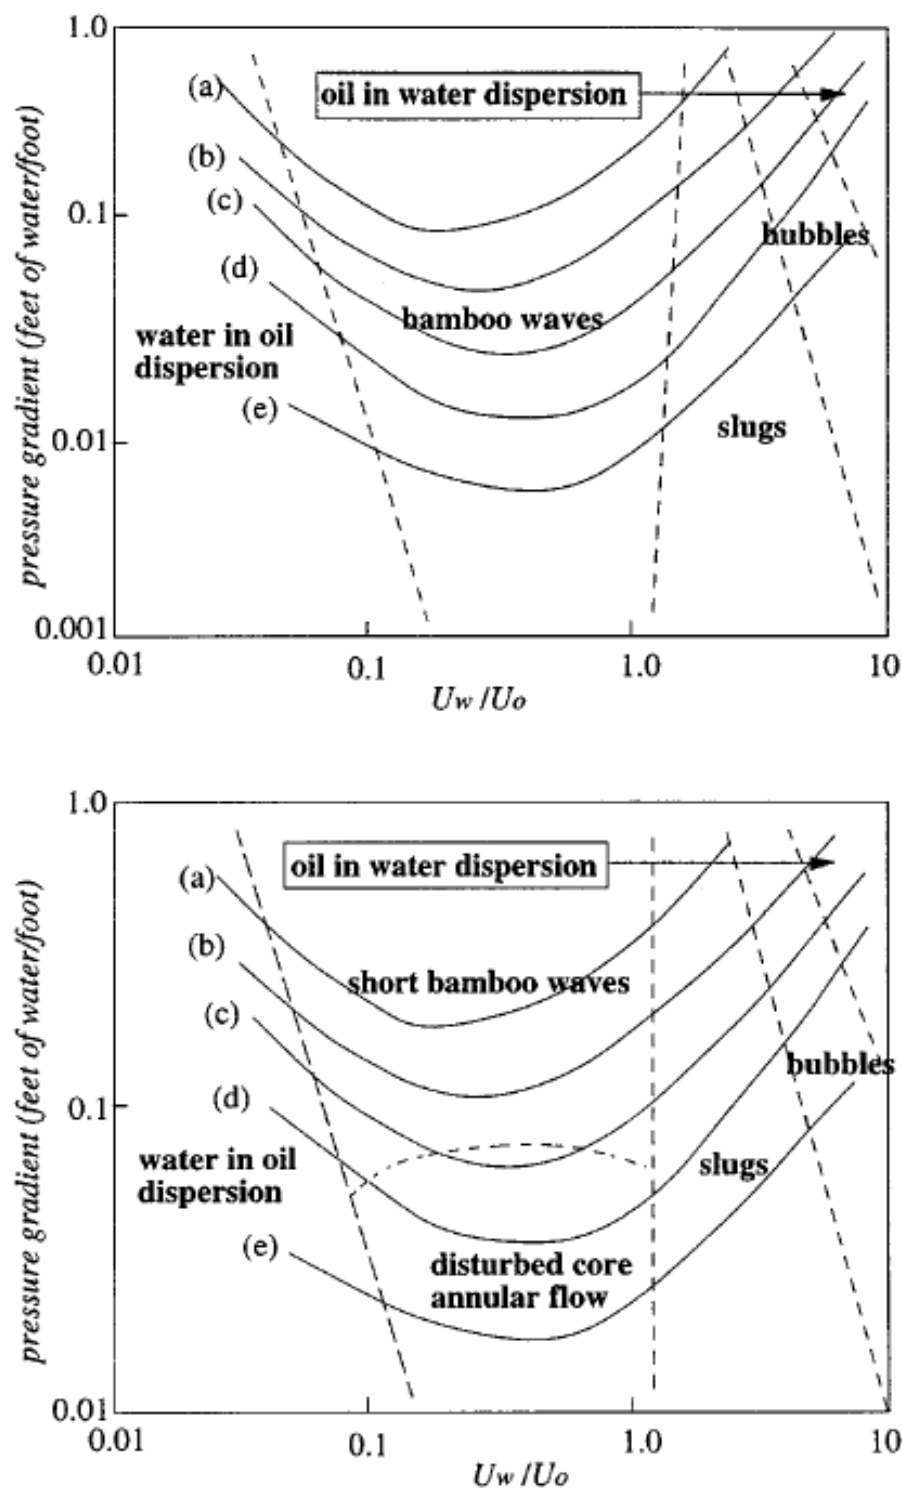 1.0
(a)
oil in water dispersion
(b)
(c)
0.1
bubbles
(d)
bamboo waves
water in oil
dispersion
(e)
slugs
0.01
0.001
0.01
0.1
1.0
10
Uw /Uo
pressure gradient (feet of water/foot)
1.0
oil in water dispersion
(a)
(b)
short bamboo waves
(c)
bubbles
(d)
0.1
water in oil
dispersion
slugs
(e)
disturbed core
annular flow
0.01
0.01
0.1
1.0
10
Uw /Uo
pressure gradient (feet of water/foot)